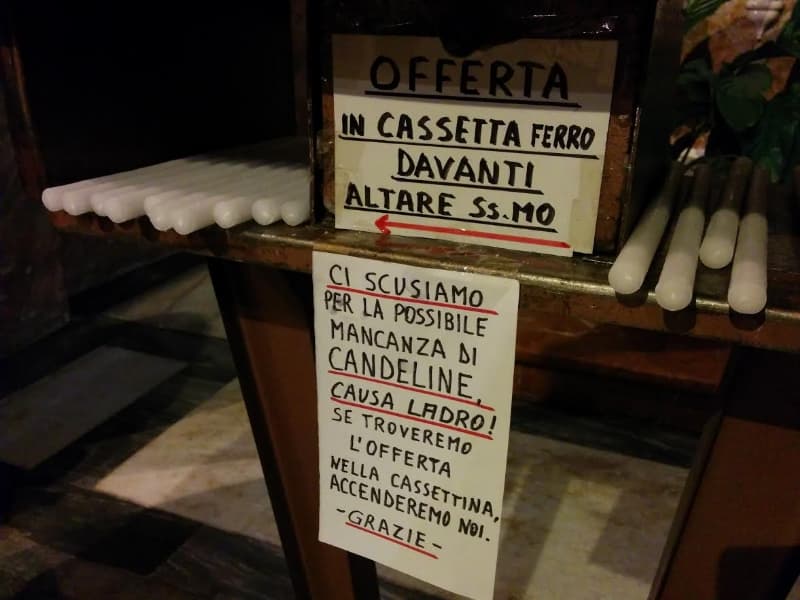 OFFERTA
IN CASSETTA FERRO
DAVANTI
ALTARE Ss.MO
CI SCUSIAMO
PER LA POSSIBILE
MANCANZA DI
CANDELINE,
CAUSA LADRO!
SE TROVEREMO
L'OFFERTA
NELLA CASSETTINA,
ACCENDEREMO NOI.
-GRAZIE-